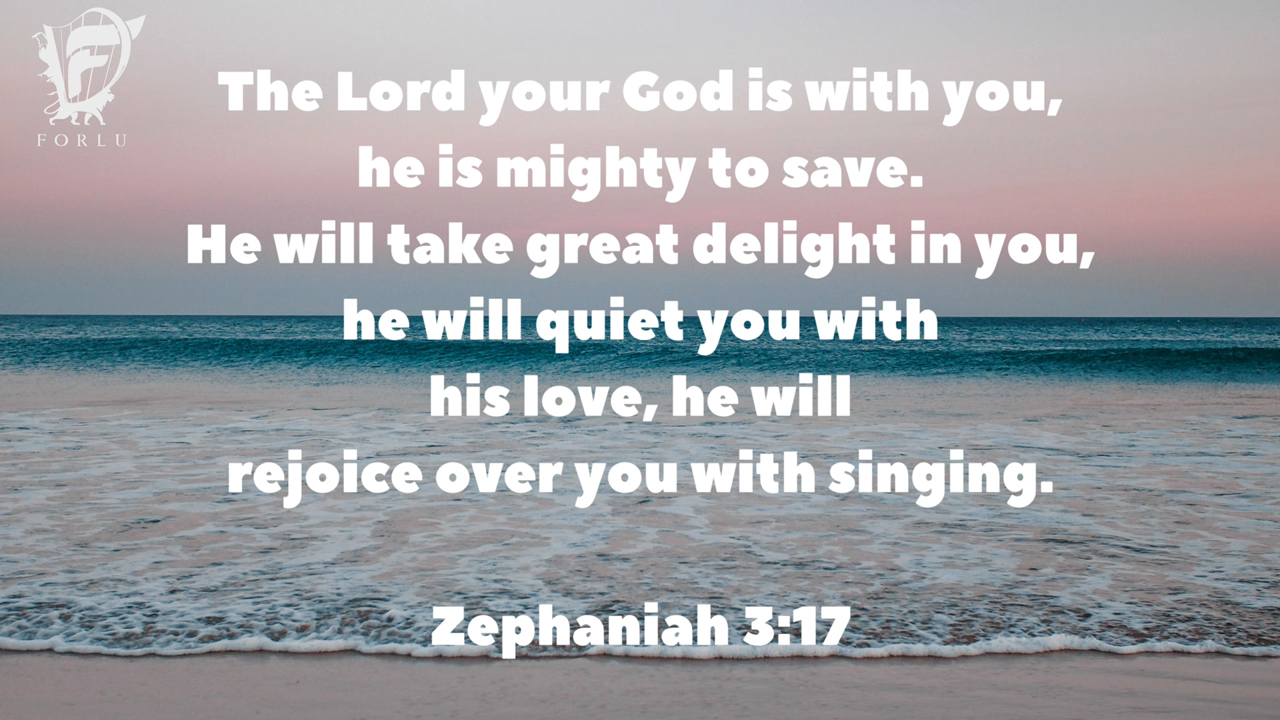 FORLU
The Lord your God is with you,
he is mighty to save.
He will take great delight in you,
he will quiet you with
his love, he will
rejoice over you with singing.
Zephaniah 3:17